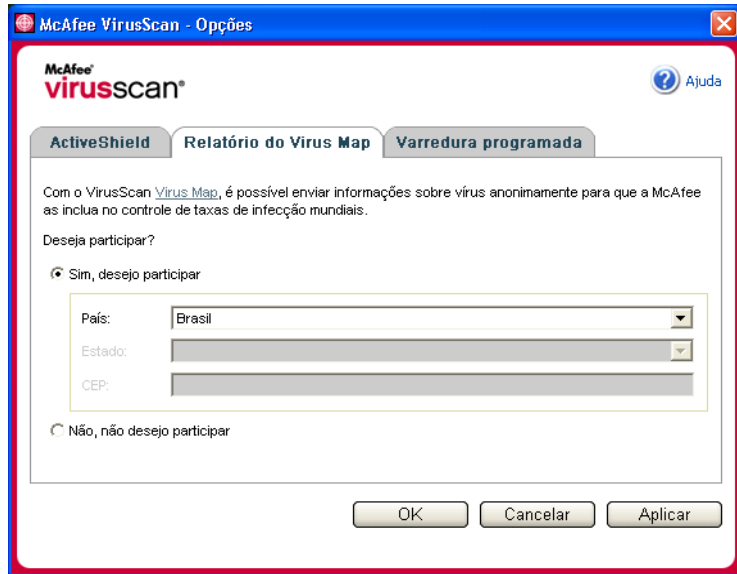 McAfee VirusScan - Opções
McAfee®
virusscan®
Ajuda
ActiveShield
Relatório do Virus Map
Varredura programada
Com o VirusScan Virus Map, é possível enviar informações sobre vírus anonimamente para que a McAfee
as inclua no controle de taxas de infecção mundiais.
Deseja participar?
Sim, desejo participar
País:
Brasil
Estado:
CEP:
Não, não desejo participar
OK
Cancelar
Aplicar